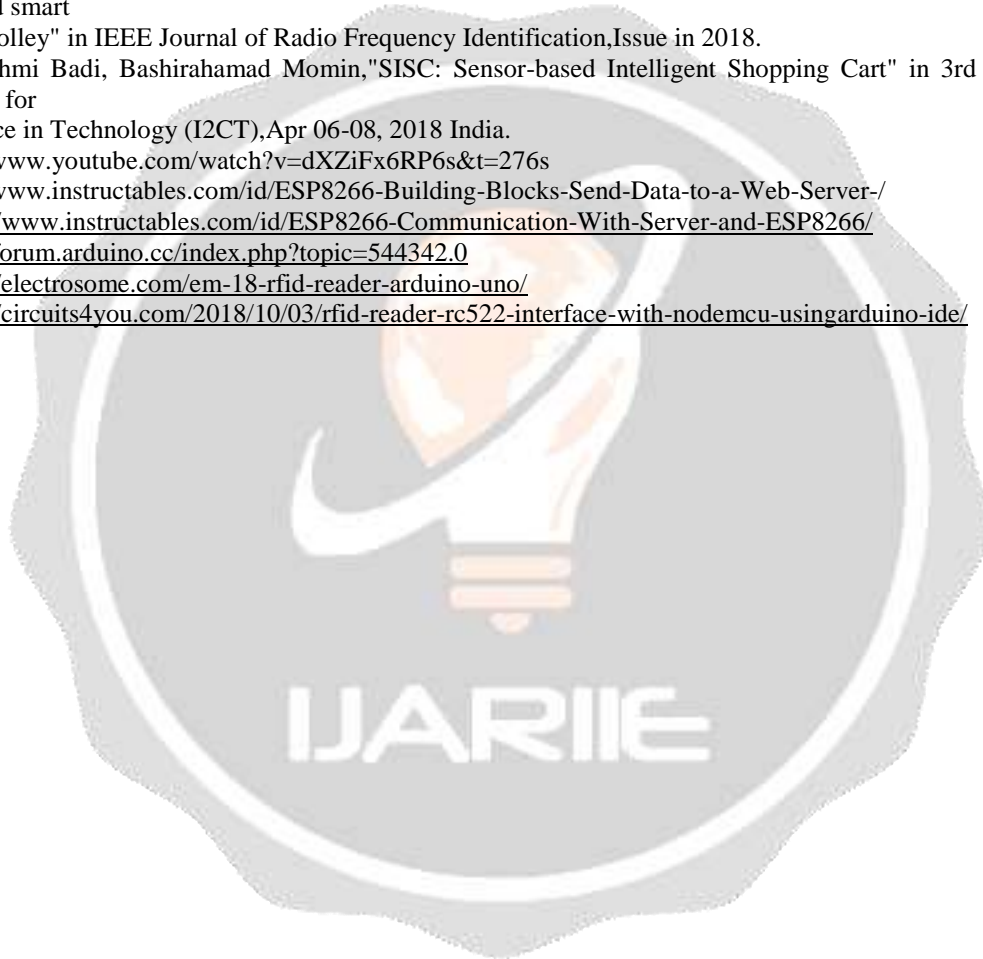 d smart
olley" in IEEE Journal of Radio Frequency Identification,Issue in 2018.
hmi Badi, Bashirahamad Momin,"SISC: Sensor-based Intelligent Shopping Cart" in 3rd
for
ce in Technology (I2CT),Apr 06-08, 2018 India.
www.youtube.com/watch?v=dXZiFx6RP6s&t=276s
www.instructables.com/id/ESP8266-Building-Blocks-Send-Data-to-a-Web-Server-/
/www.instructables.com/id/ESP8266-Communication-With-Server-and-ESP8266/
forum.arduino.cc/index.php?topic=544342.0
/electrosome.com/em-18-rfid-reader-arduino-uno/
/circuits4you.com/2018/10/03/rfid-reader-rc522-interface-with-nodemcu-usingarduino-ide/
IJARIIE